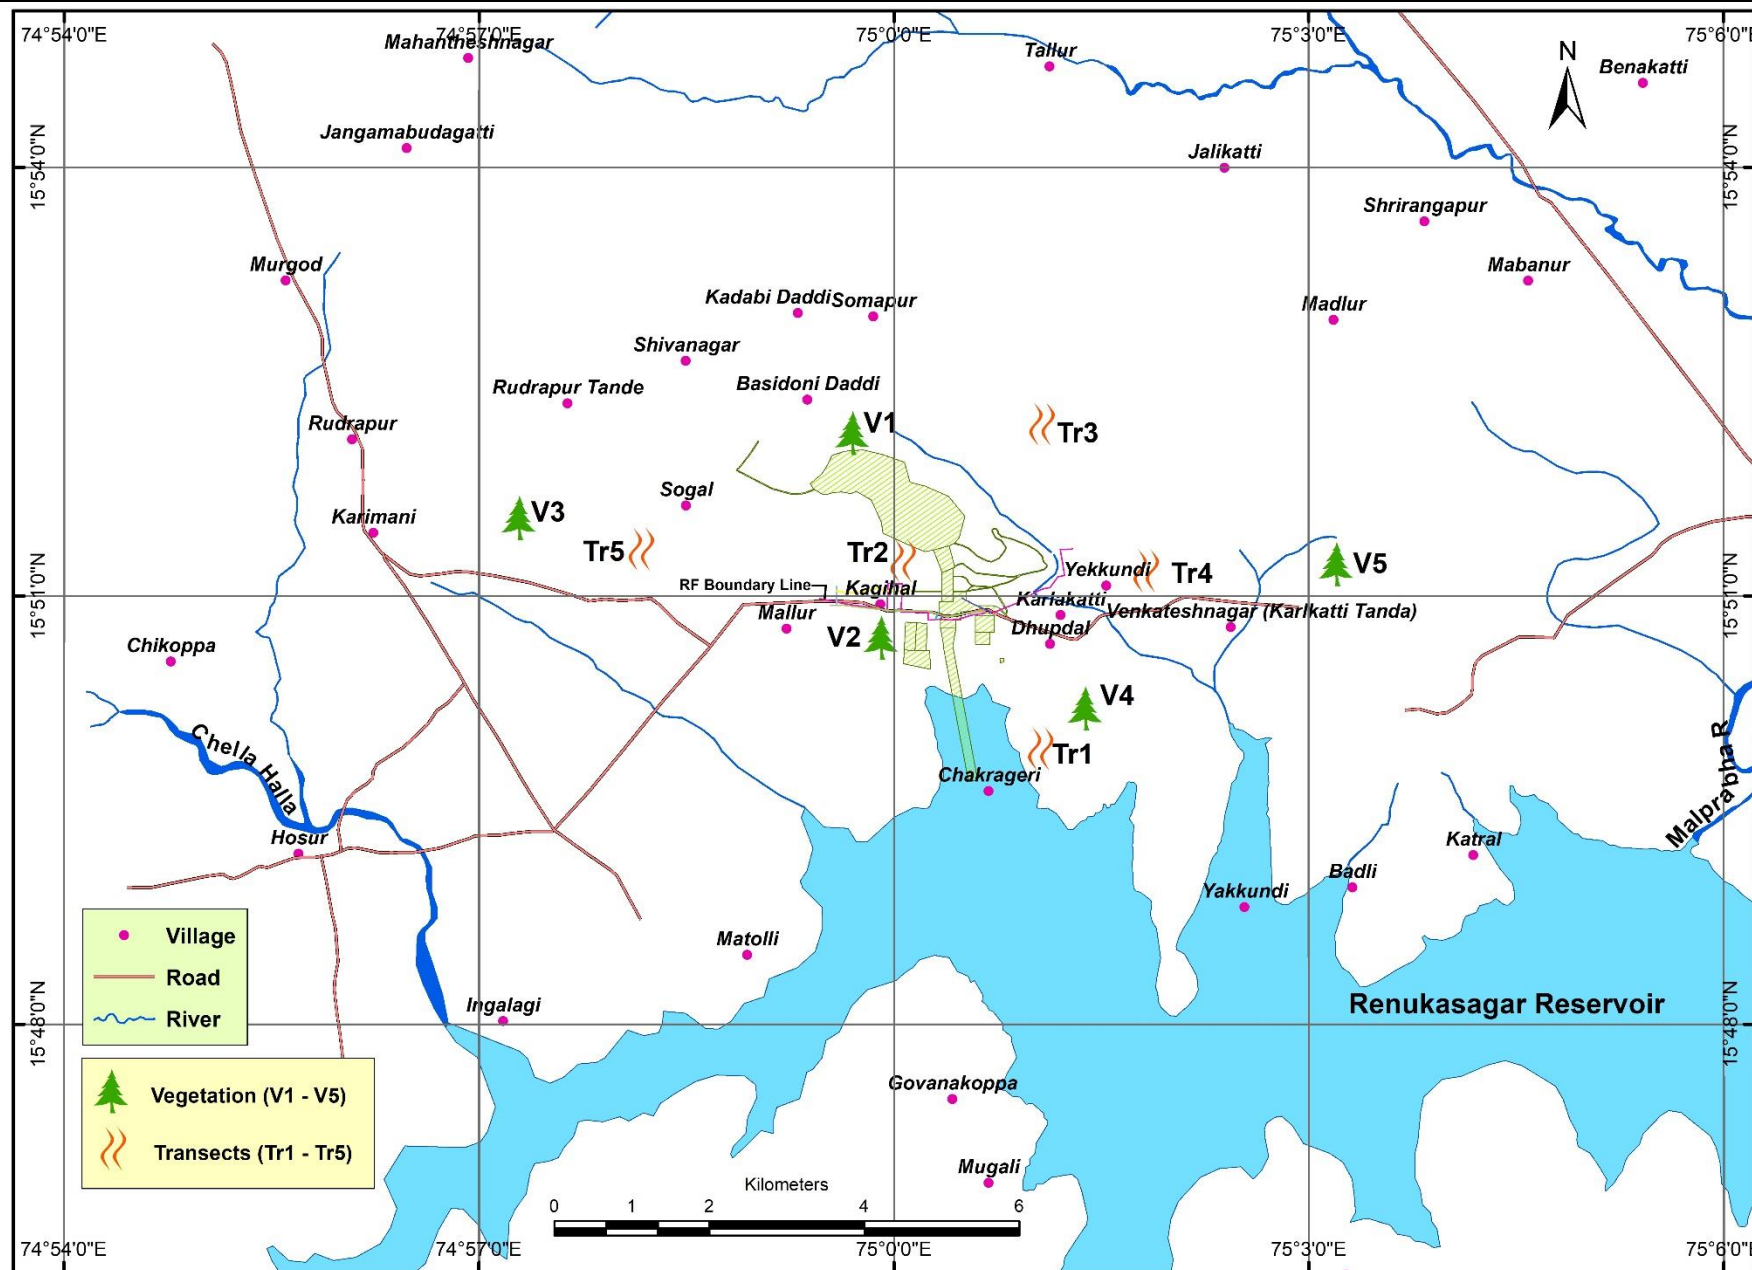 74°54'0"E
74°57'0"E
75°0'0"E
75°3'0"E
75°6'0"E
Mahantheshnagar
Tallur
N
Benakatti
Jangamabudagatti
Jalikatti
15°54'0"N
15°54'0"N
Shrirangapur
Murgod
Mabanur
Kadabi Daddi
Somapur
Madlur
Shivanagar
Rudrapur Tande
Basidoni Daddi
Rudrapur
V1
Tr3
Sogal
V3
Karimani
Tr5
Tr2
Yekkundi
Tr4
V5
RF Boundary Line
Kagihal
15°51'0"N
15°51'0"N
Karlakatti
Mallur
Venkateshnagar (Karlkatti Tanda)
Dhupdal
V2
Chikoppa
V4
Chella Halla
Tr1
Malprabha R
Chakrageri
Hosur
Katral
Badli
Yakkundi
Village
Matolli
Road
Ingalagi
Renukasagar Reservoir
River
15°48'0"N
15°48'0"N
Govanakoppa
Vegetation (V1 - V5)
Transects (Tr1 - Tr5)
Mugali
Kilometers
0 1 2 4 6
74°54'0"E
74°57'0"E
75°0'0"E
75°3'0"E
75°6'0"E